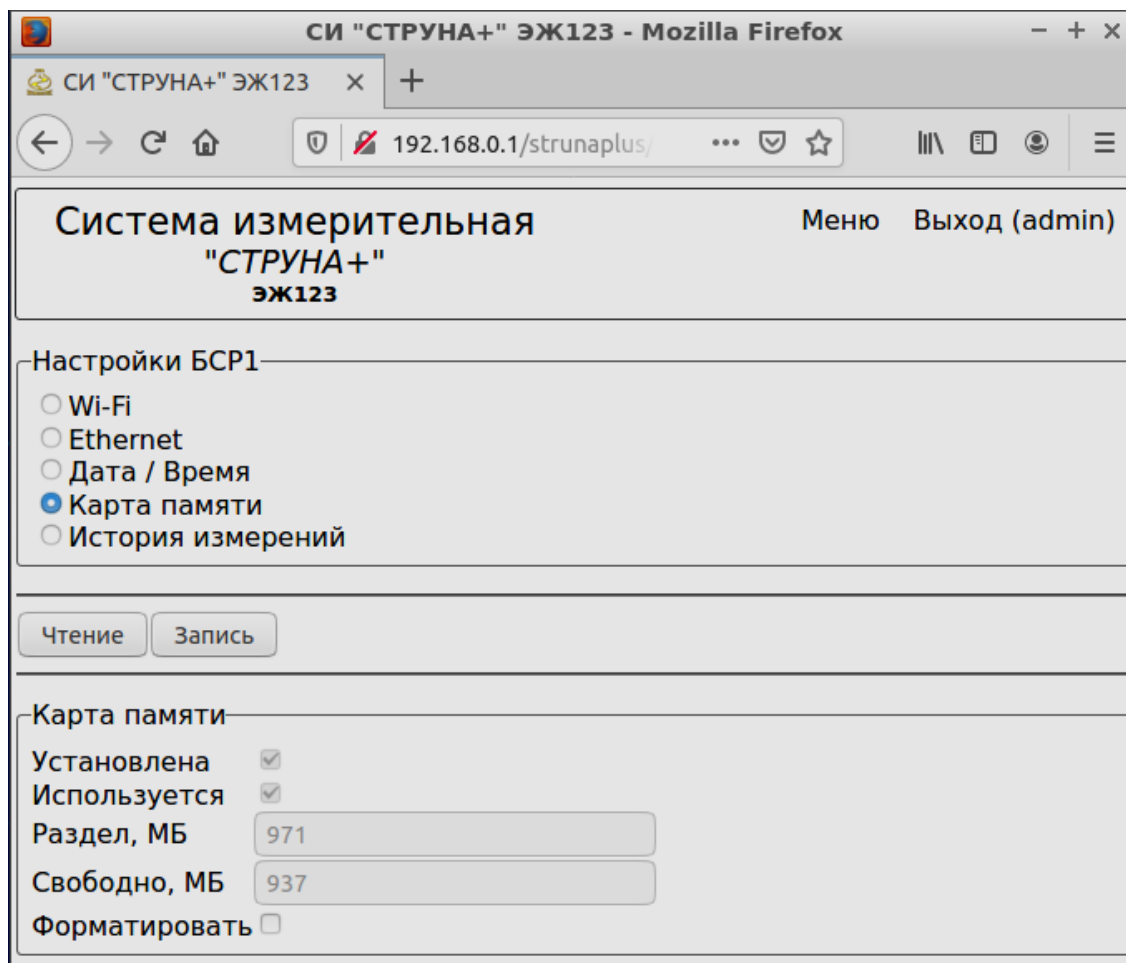 СИ "СТРУНА+" ЭЖ123 - Mozilla Firefox
СИ "СТРУНА+" ЭЖ123
192.168.0.1/strunaplus/
Система измерительная Меню Выход (admin)
"СТРУНА+"
ЭЖ123
Настройки БСР1
Wi-Fi
Ethernet
Дата / Время
Карта памяти
История измерений
Чтение Запись
Карта памяти
Установлена
Используется
Раздел, МБ 971
Свободно, МБ 937
Форматировать